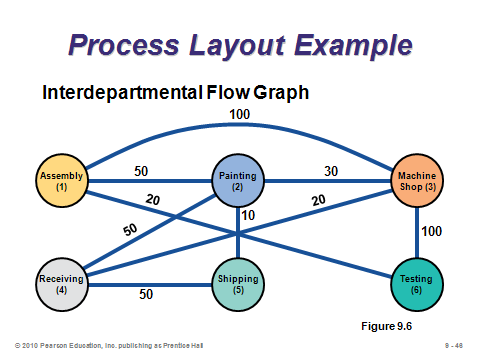 Process Layout Example
Interdepartmental Flow Graph
100
Assembly
(1)
50
Painting
(2)
30
Machine
Shop (3)
20
20
50
10
100
Receiving
(4)
50
Shipping
(5)
Testing
(6)
Figure 9.6
© 2010 Pearson Education, Inc. publishing as Prentice Hall
9 - 46